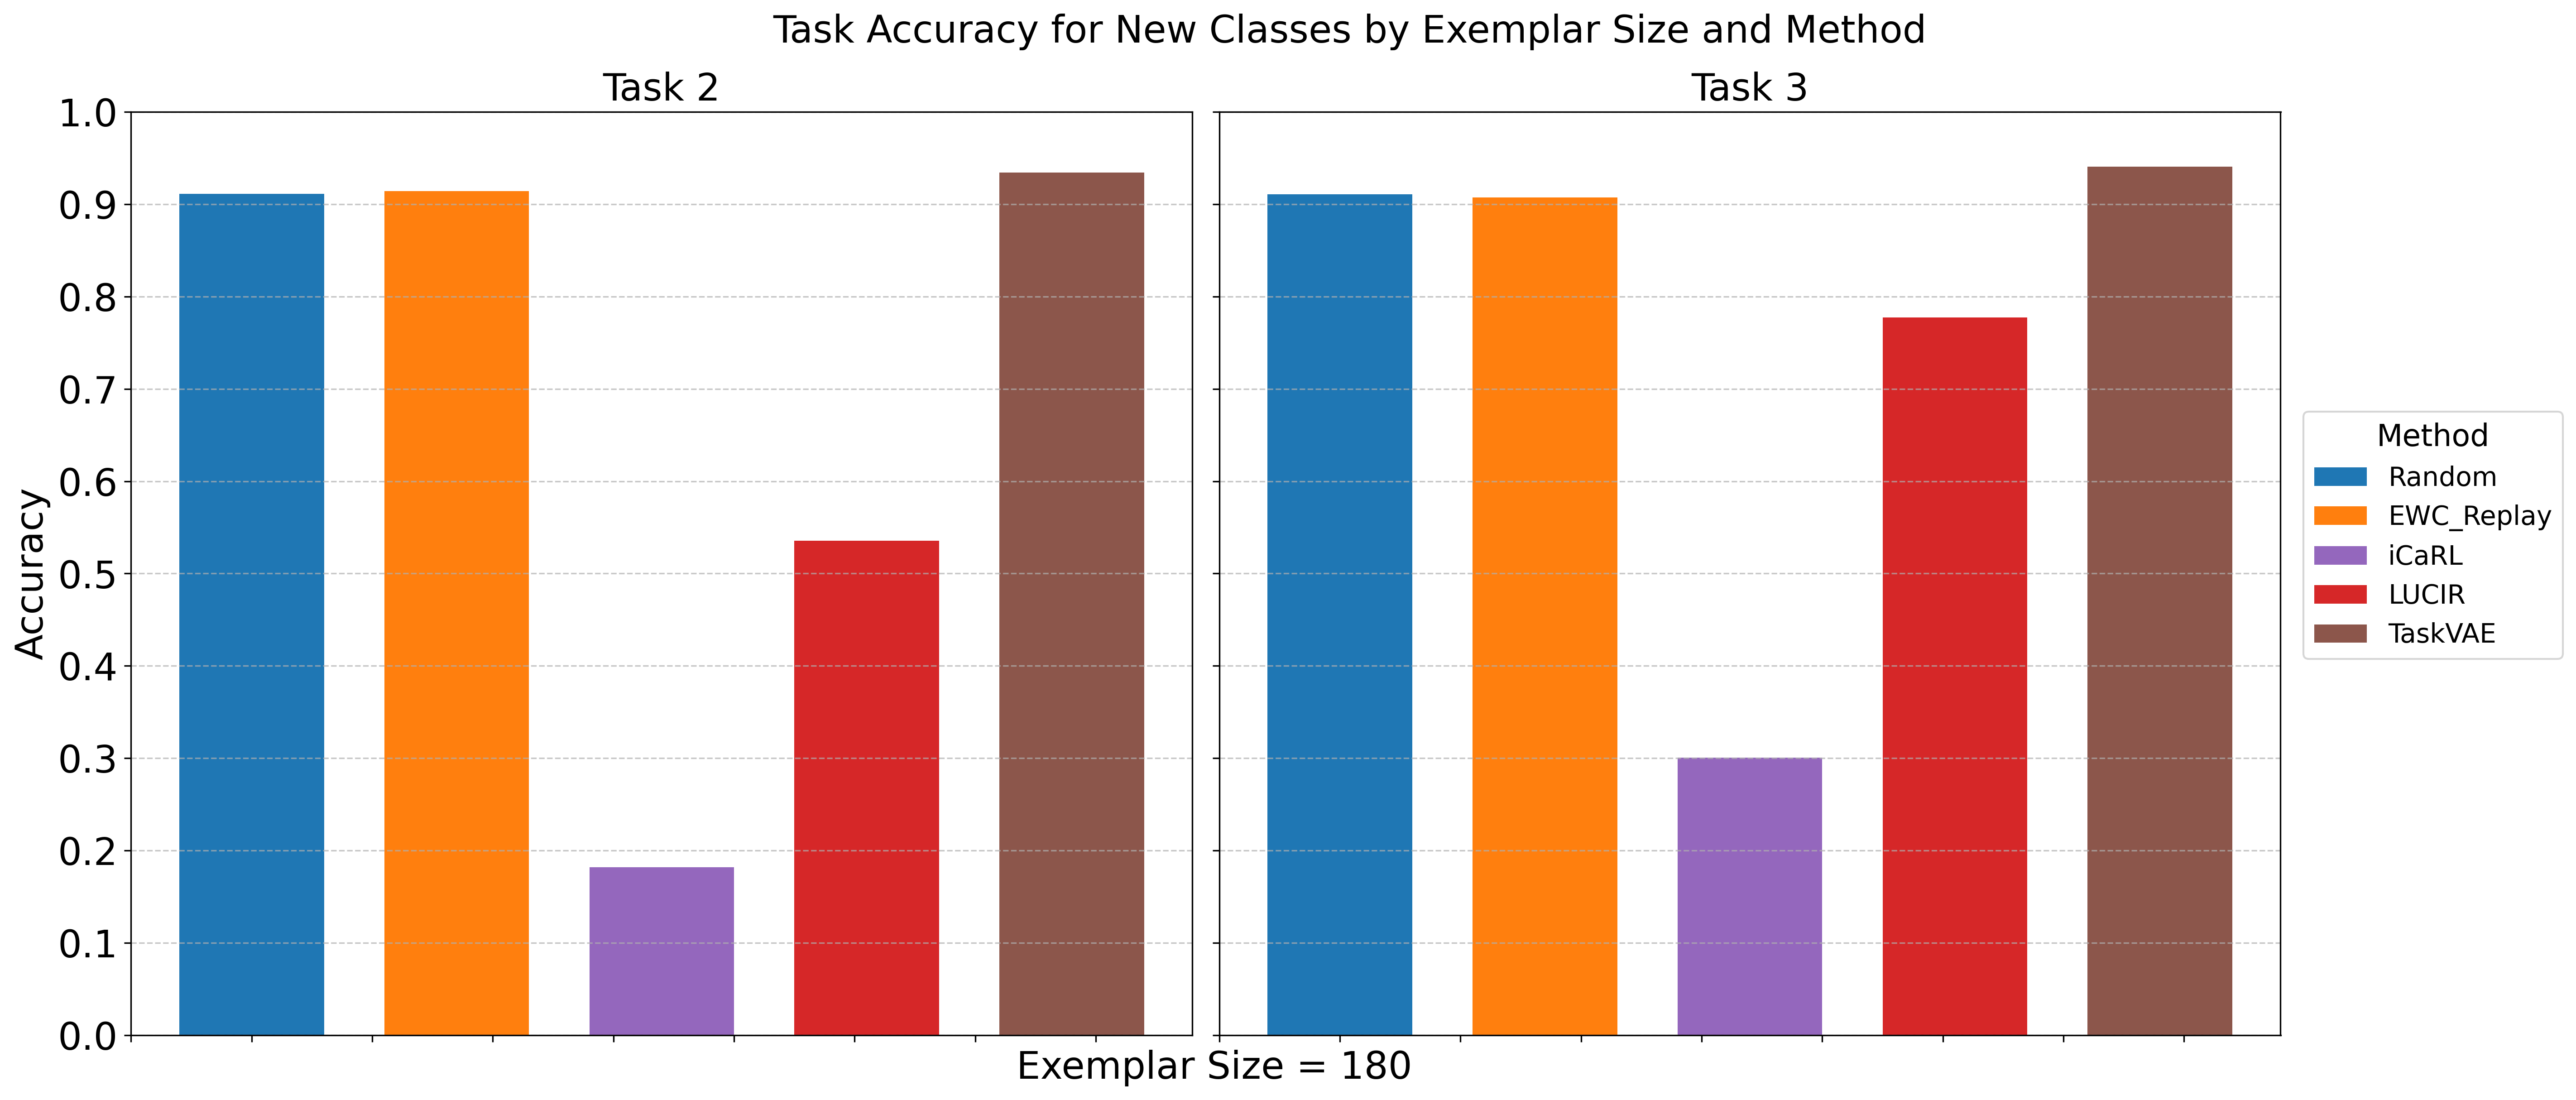 Task Accuracy for New Classes by Exemplar Size and Method
Task 2
Task 3
1.0
0.9
0.8
0.7
0.6
0.5
0.4
0.3
0.2
0.1
0.0
Accuracy
Exemplar Size = 180
Method
Random
EWC_Replay
iCaRL
LUCIR
TaskVAE